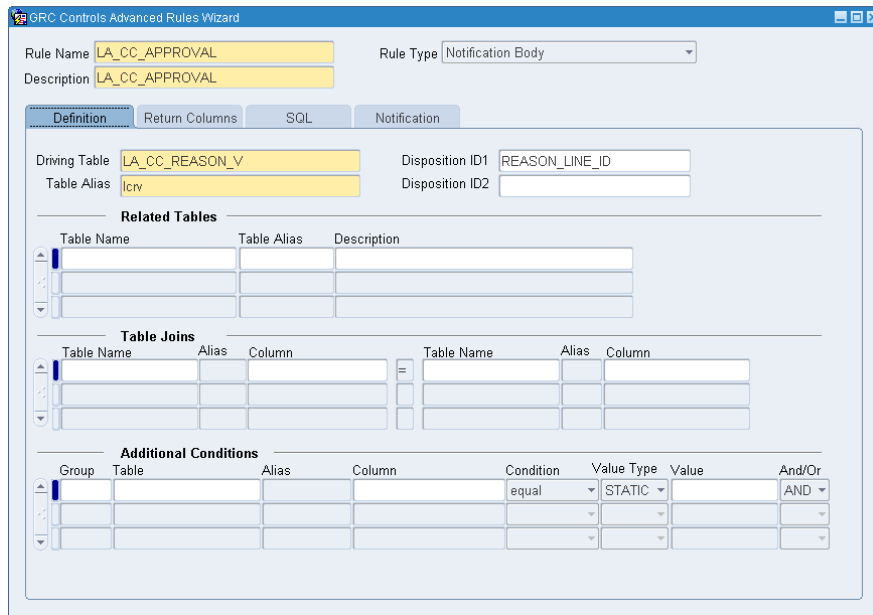 GRC Controls Advanced Rules Wizard
Rule Name LA_CC_APPROVAL Rule Type Notification Body
Description LA_CC_APPROVAL
Definition Return Columns SQL Notification
Driving Table LA_CC_REASON_V Disposition ID1 REASON_LINE_ID
Table Alias lcrv Disposition ID2
Related Tables
Table Name Table Alias Description
Table Joins
Table Name Alias Column Table Name Alias Column
=
Additional Conditions
Group Table Alias Column Condition Value Type Value And/Or
equal STATIC AND